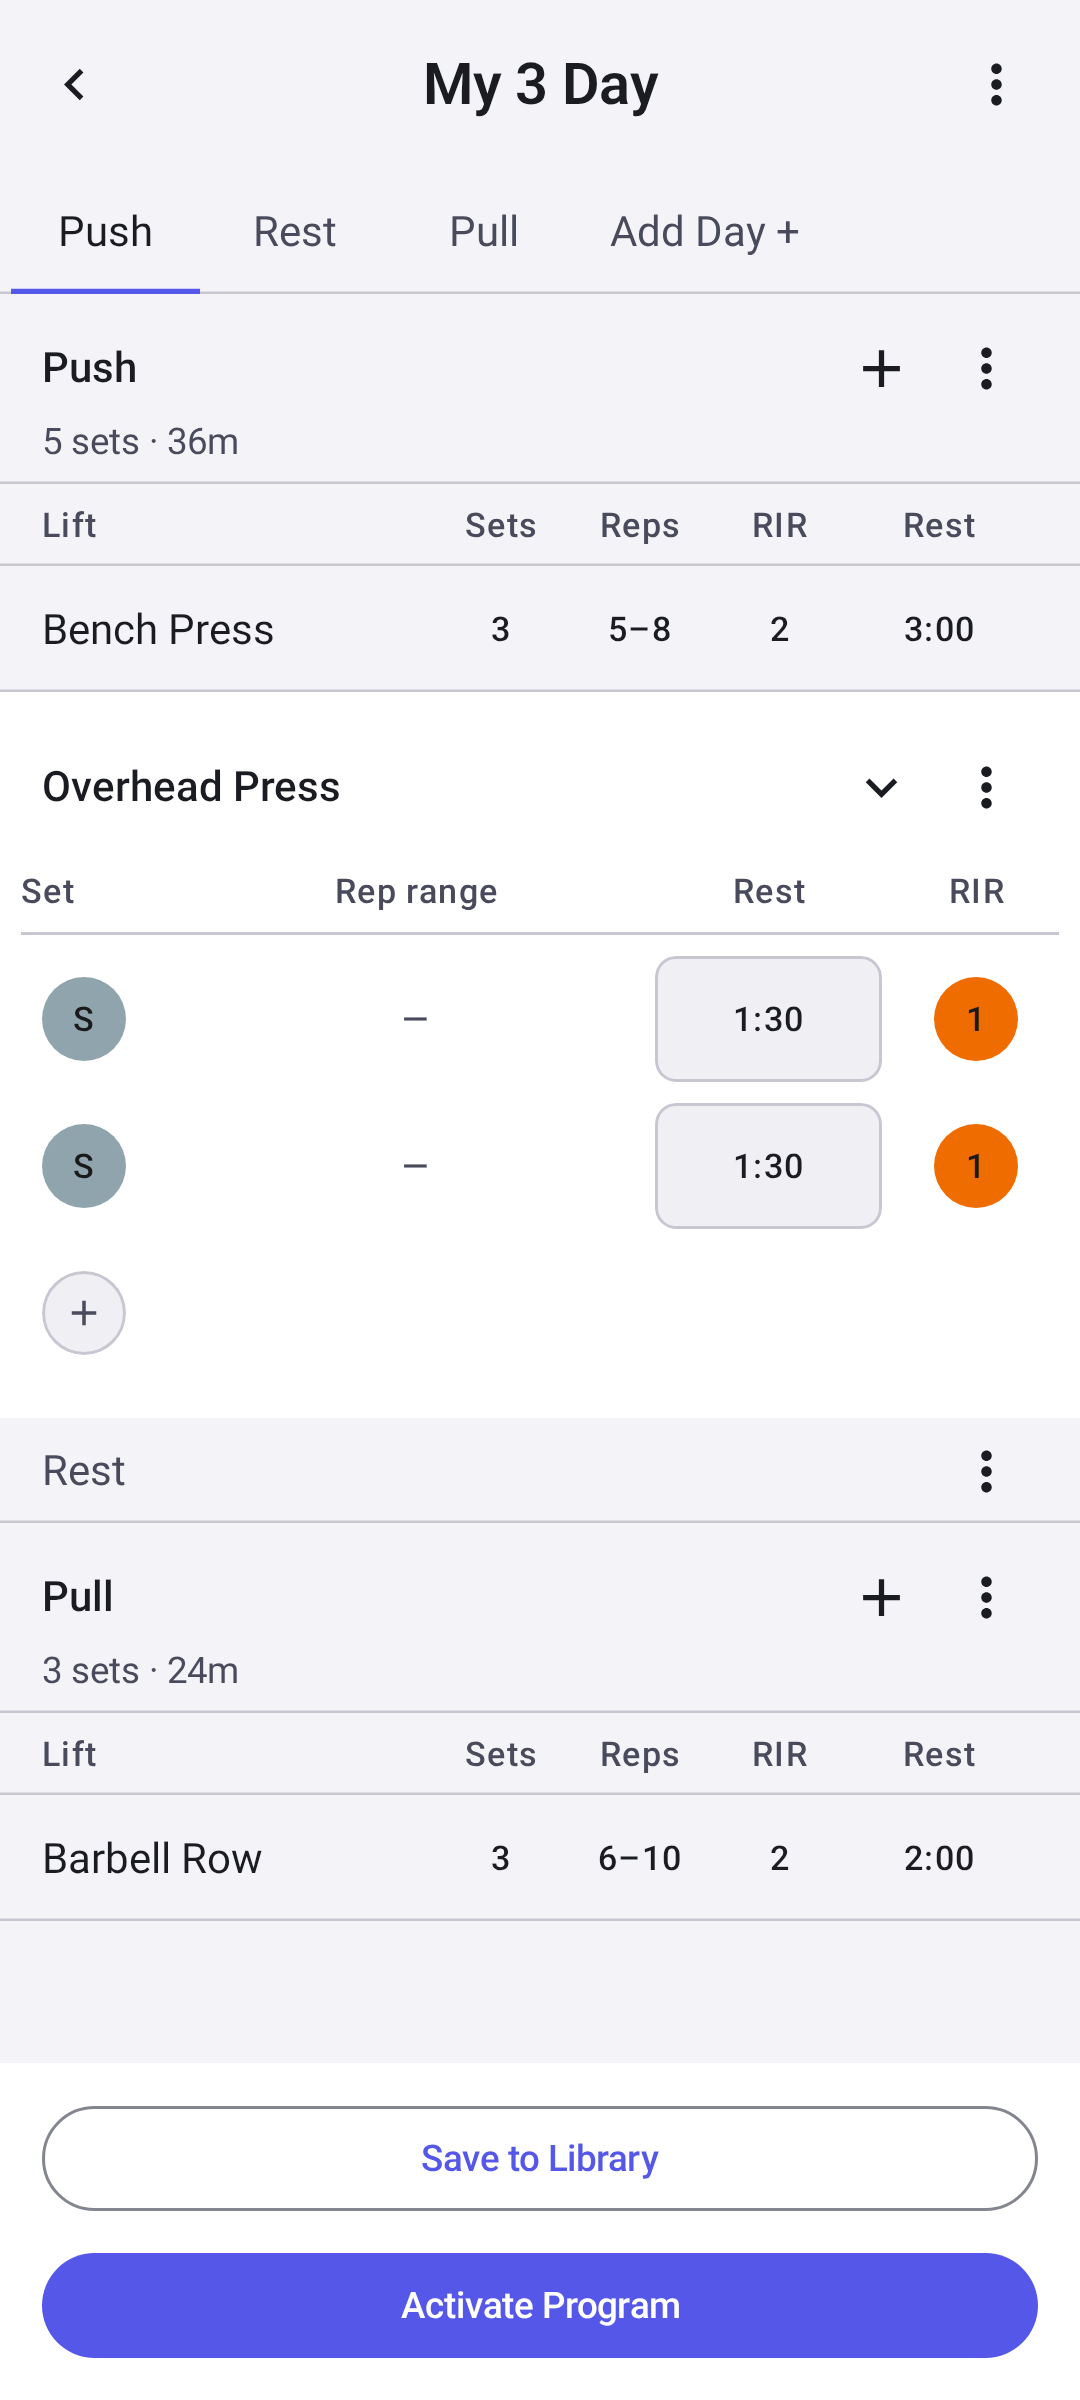 My 3 Day
Push Rest Pull Add Day +
Push
5 sets · 36m
Lift Sets Reps RIR Rest
Bench Press 3 5–8 2 3:00
Overhead Press
Set Rep range Rest RIR
S – 1:30 1
S – 1:30 1
+
Rest
Pull
3 sets · 24m
Lift Sets Reps RIR Rest
Barbell Row 3 6–10 2 2:00
Save to Library
Activate Program